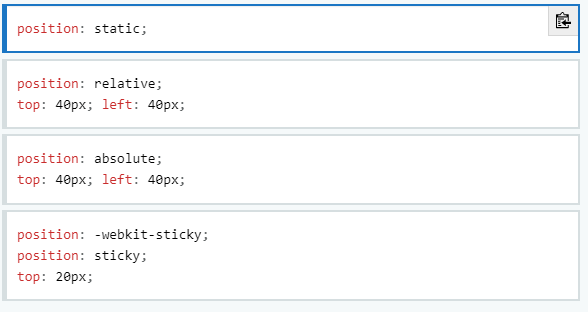 position: static;
position: relative;
top: 40px; left: 40px;
position: absolute;
top: 40px; left: 40px;
position: -webkit-sticky;
position: sticky;
top: 20px;